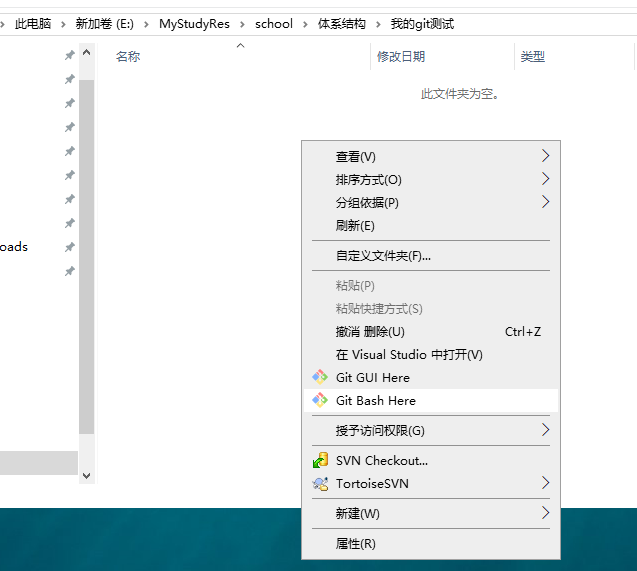 此电脑 > 新加卷 (E:) > MyStudyRes > school > 体系结构 > 我的git测试
名称 修改日期 类型
此文件夹为空。
oads
查看(V)
排序方式(O)
分组依据(P)
刷新(E)
自定义文件夹(F)...
粘贴(P)
粘贴快捷方式(S)
撤消 删除(U) Ctrl+Z
在 Visual Studio 中打开(V)
Git GUI Here
Git Bash Here
授予访问权限(G)
SVN Checkout...
TortoiseSVN
新建(W)
属性(R)